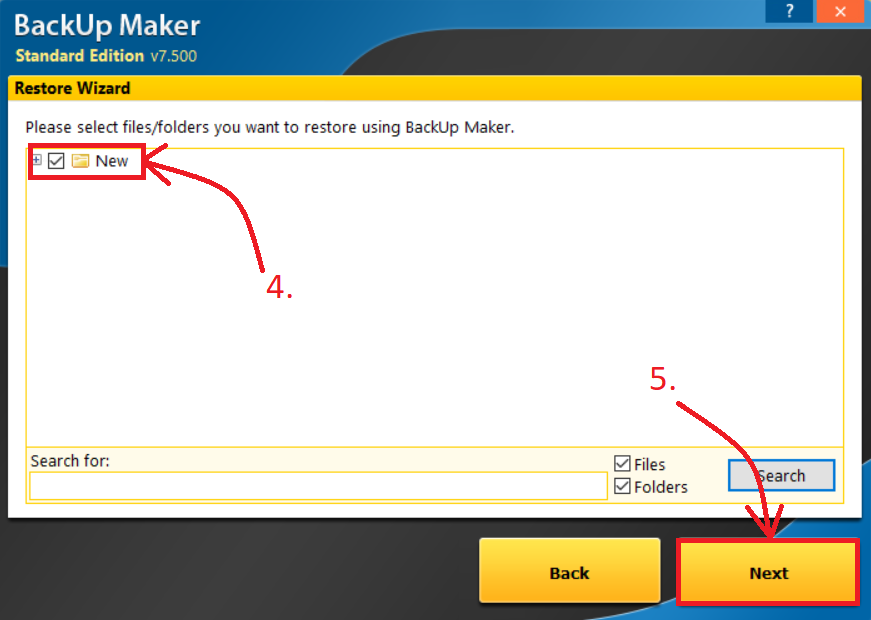 BackUp Maker
Standard Edition v7.500
?
Restore Wizard
Please select files/folders you want to restore using BackUp Maker.
New
4.
5.
Search for:
Files
Folders
Search
Back
Next